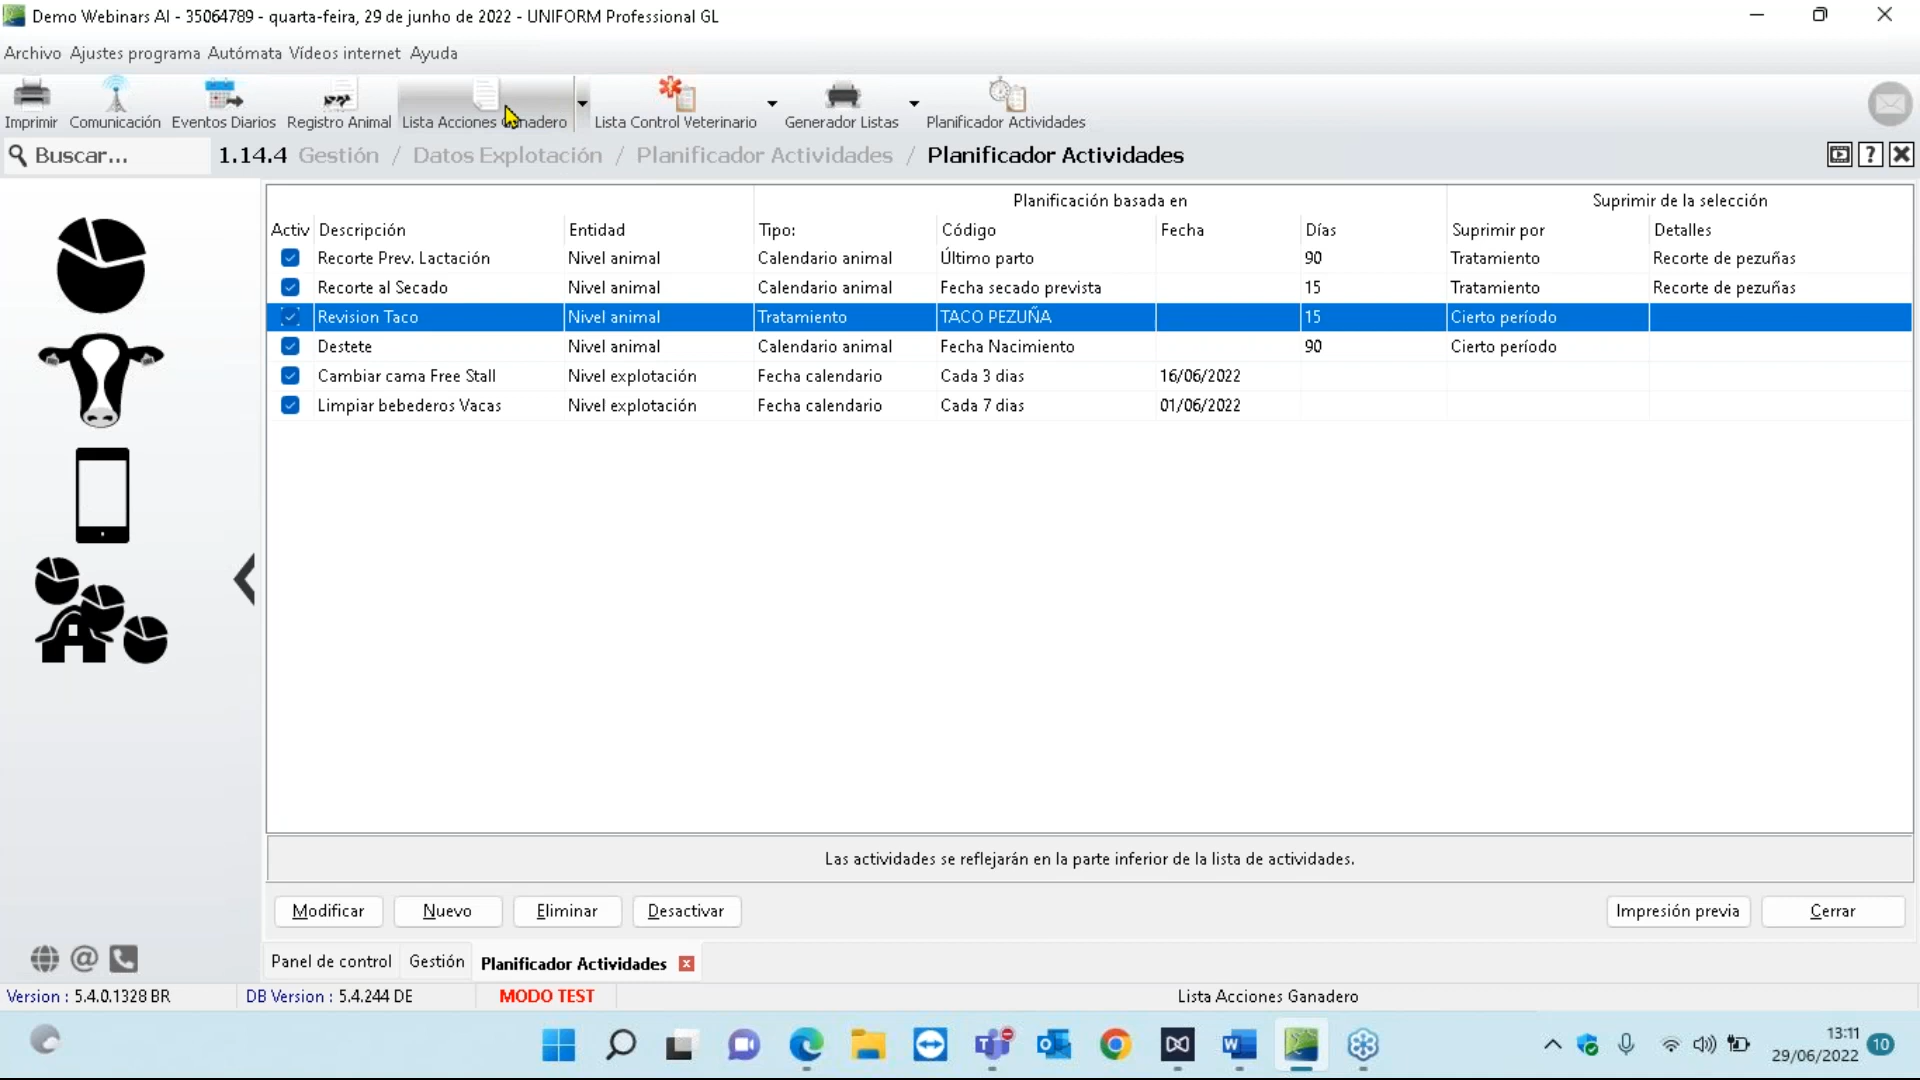 Demo Webinars AI - 35064789 - quarta-feira, 29 de junho de 2022 - UNIFORM Professional GL
Archivo Ajustes programa Autómata Vídeos internet Ayuda
Imprimir Comunicación Eventos Diarios Registro Animal Lista Acciones Ganadero Lista Control Veterinario Generador Listas Planificador Actividades
Buscar... 1.14.4 Gestión / Datos Explotación / Planificador Actividades / Planificador Actividades
Planificación basada en Suprimir de la selección
Activ Descripción Entidad Tipo: Código Fecha Días Suprimir por Detalles
Recorte Prev. Lactación Nivel animal Calendario animal Último parto 90 Tratamiento Recorte de pezuñas
Recorte al Secado Nivel animal Calendario animal Fecha secado prevista 15 Tratamiento Recorte de pezuñas
Revision Taco Nivel animal Tratamiento TACO PEZUÑA 15 Cierto período
Destete Nivel animal Calendario animal Fecha Nacimiento 90 Cierto período
Cambiar cama Free Stall Nivel explotación Fecha calendario Cada 3 dias 16/06/2022
Limpiar bebederos Vacas Nivel explotación Fecha calendario Cada 7 dias 01/06/2022
Las actividades se reflejarán en la parte inferior de la lista de actividades.
Modificar Nuevo Eliminar Desactivar Impresión previa Cerrar
Panel de control Gestión Planificador Actividades
Version : 5.4.0.1328 BR DB Version : 5.4.244 DE MODO TEST Lista Acciones Ganadero
13:11
29/06/2022 10